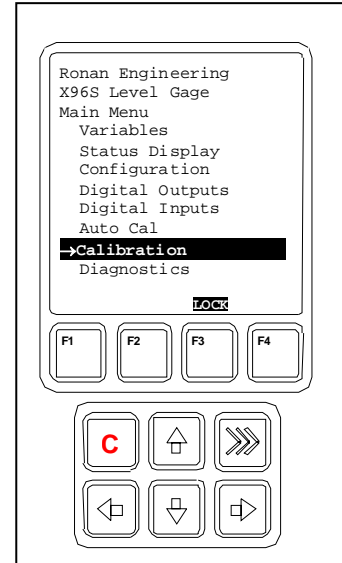 Ronan Engineering
X96S Level Gage
Main Menu
Variables
Status Display
Configuration
Digital Outputs
Digital Inputs
Auto Cal
→Calibration
Diagnostics
LOCK
F1 F2 F3 F4
C